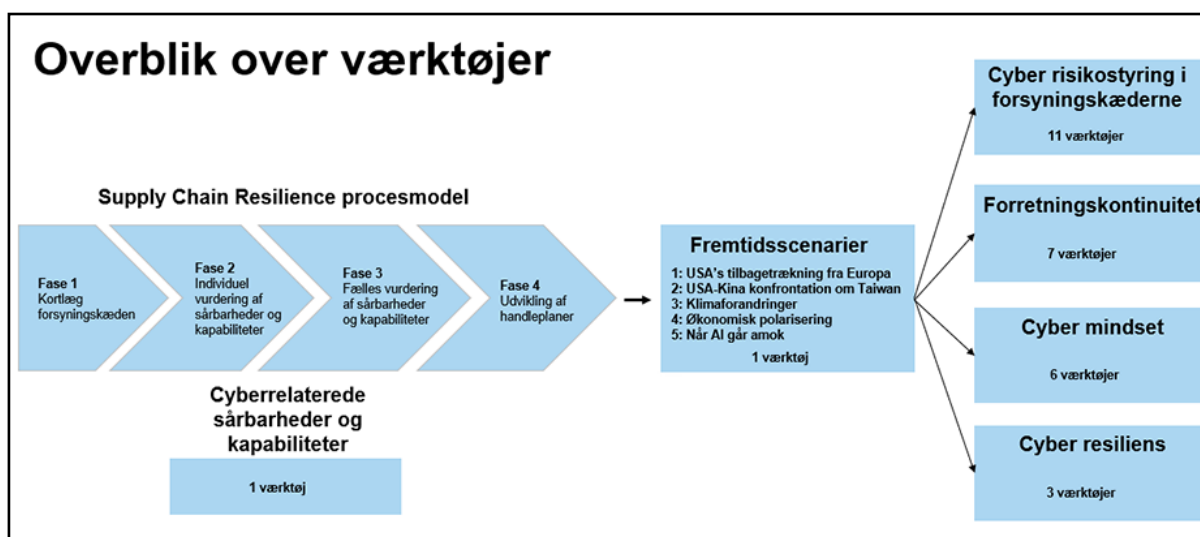 Overblik over værktøjer
Supply Chain Resilience procesmodel
Fase 1
Kortlæg
forsyningskæden
Fase 2
Individuel
vurdering af
sårbarheder og
kapabiliteter
Fase 3
Fælles vurdering
af sårbarheder
og kapabiliteter
Fase 4
Udvikling af
handleplaner
Cyberrelaterede
sårbarheder og
kapabiliteter
1 værktøj
Fremtidsscenarier
1: USA's tilbagetrækning fra Europa
2: USA-Kina konfrontation om Taiwan
3: Klimaforandringer
4: Økonomisk polarisering
5: Når AI går amok
1 værktøj
Cyber risikostyring i
forsyningskæderne
11 værktøjer
Forretningskontinuitet
7 værktøjer
Cyber mindset
6 værktøjer
Cyber resiliens
3 værktøjer